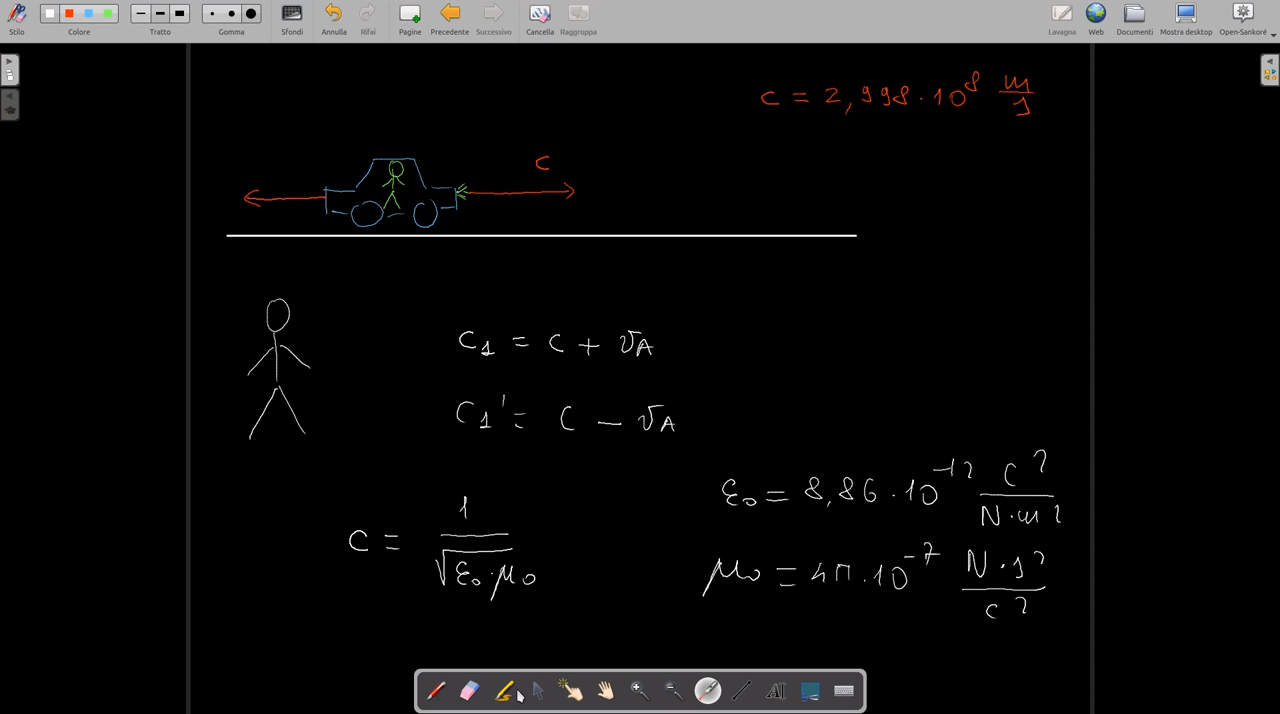 Stilo Colore Tratto Gomma Sfondi Annulla Rifai Pagine Precedente Successivo Cancella Raggruppa Lavagna Web Documenti Mostra desktop Open-Sankoré
c = 2,998 · 10⁸ m/s
c
c₁ = c + v_A
c₁' = c − v_A
ε₀ = 8,86 · 10⁻¹² C²/(N·m²)
c = 1/√(ε₀·μ₀)
μ₀ = 4π · 10⁻⁷ N·s²/C²
AI